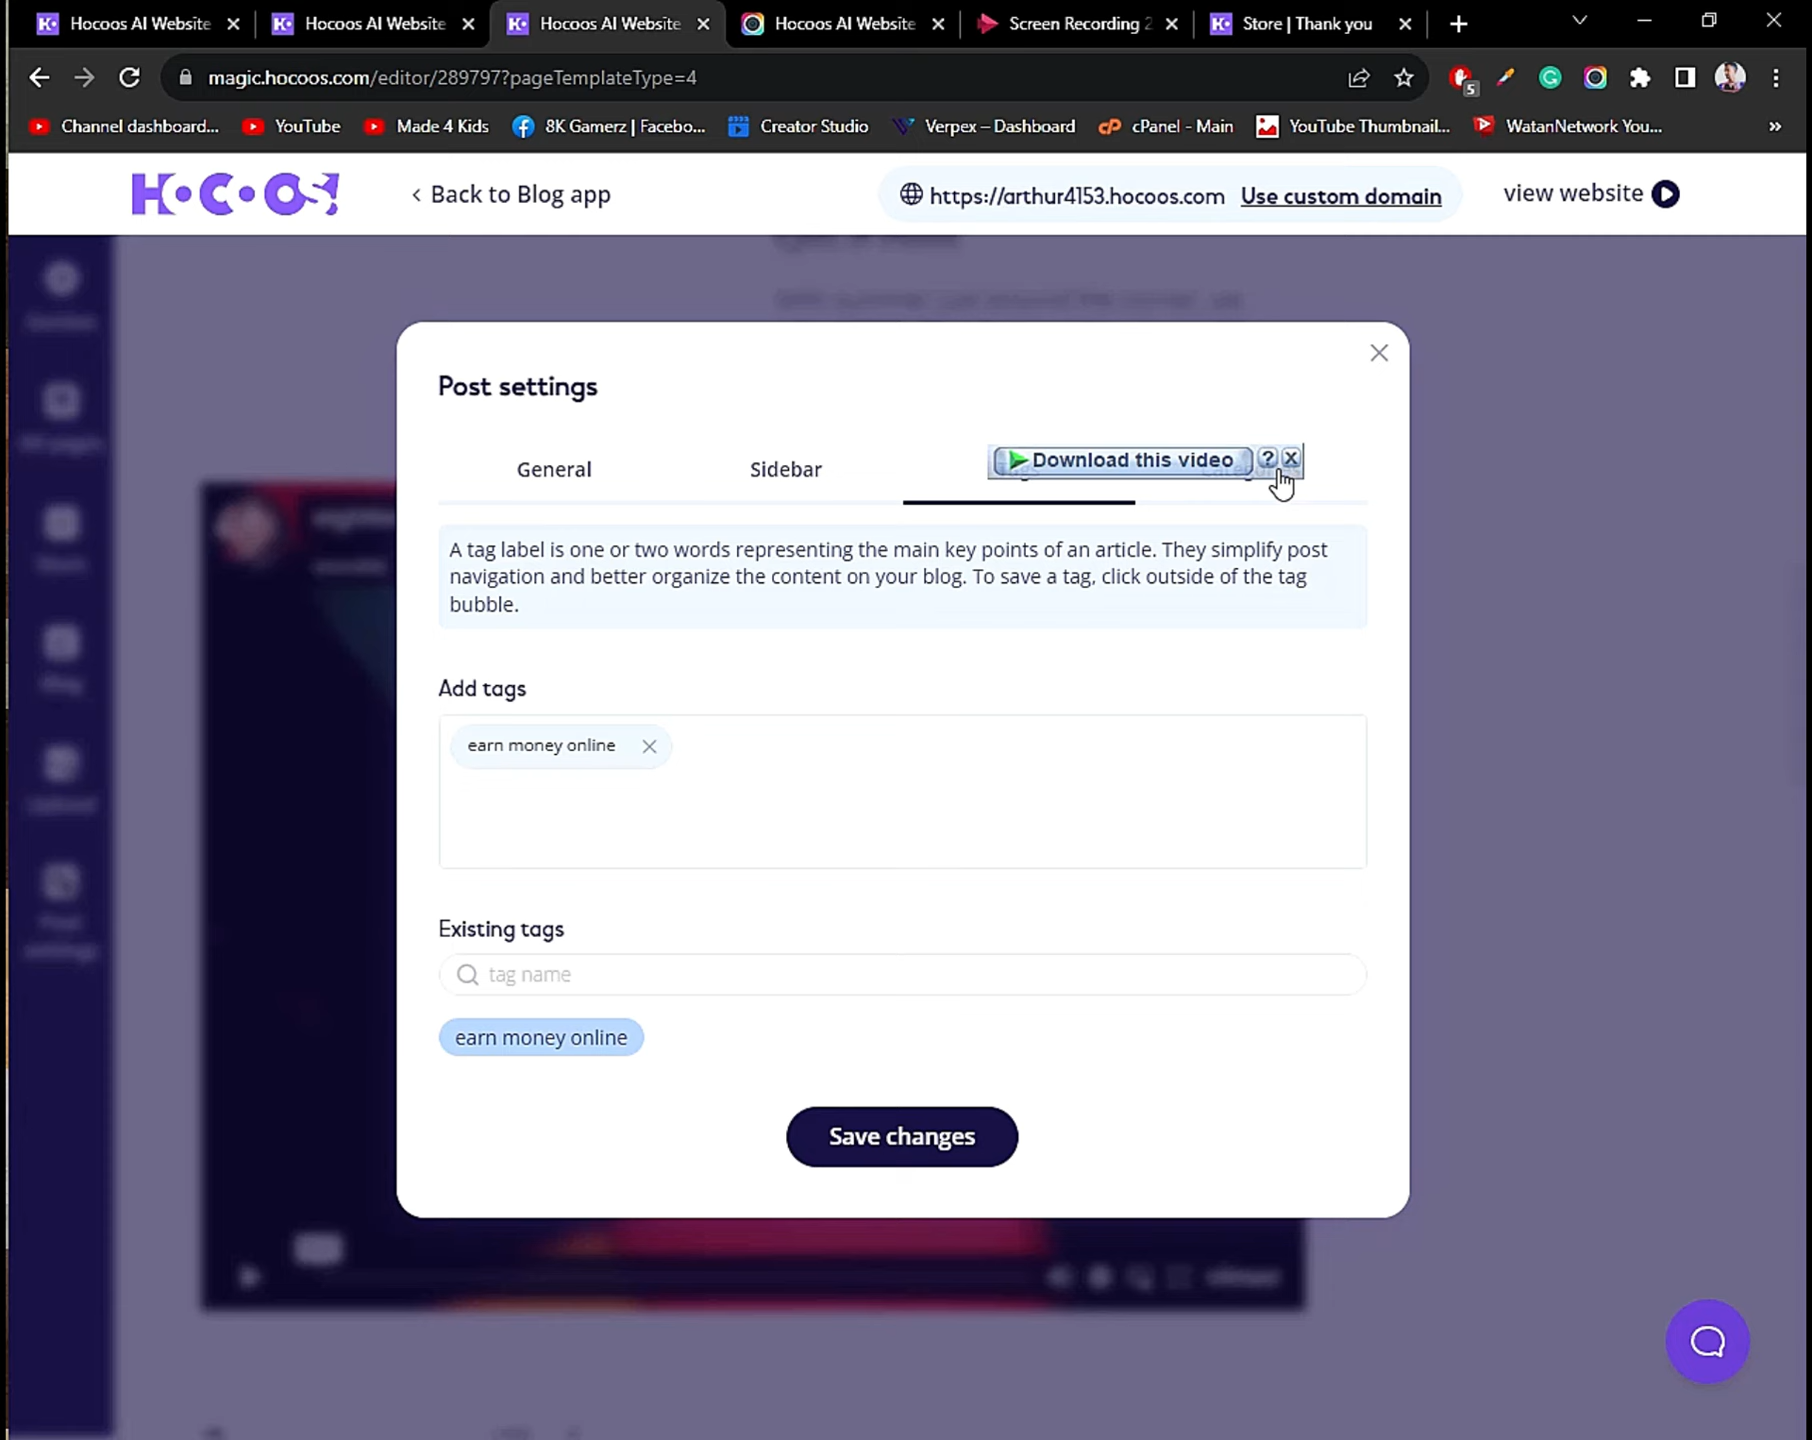 Hocoos AI Website
Hocoos AI Website
Hocoos AI Website
Hocoos AI Website
Screen Recording 2
Store | Thank you
magic.hocoos.com/editor/289797?pageTemplateType=4
5
Channel dashboard...
YouTube
Made 4 Kids
8K Gamerz | Facebo...
Creator Studio
Verpex – Dashboard
cPanel - Main
YouTube Thumbnail...
WatanNetwork You...
»
HOCOOS
< Back to Blog app
https://arthur4153.hocoos.com Use custom domain
view website
Post settings
General
Sidebar
Download this video
?
A tag label is one or two words representing the main key points of an article. They simplify post
navigation and better organize the content on your blog. To save a tag, click outside of the tag
bubble.
Add tags
earn money online
Existing tags
tag name
earn money online
Save changes